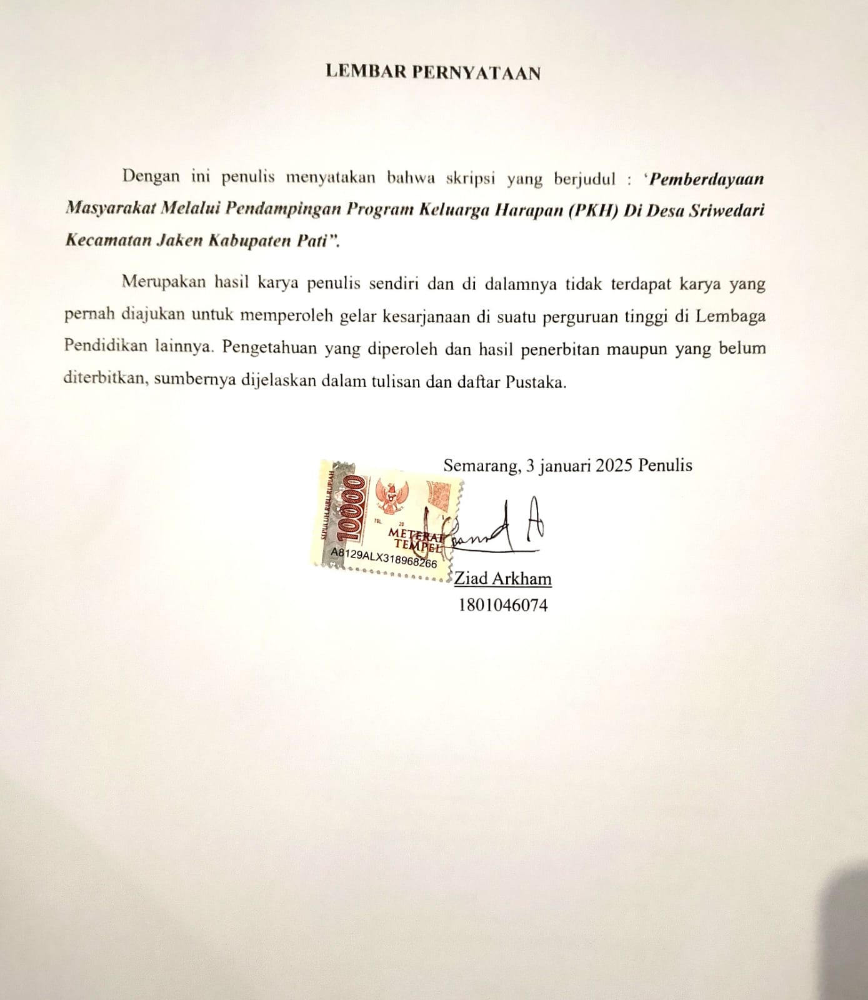 LEMBAR PERNYATAAN
Dengan ini penulis menyatakan bahwa skripsi yang berjudul : ‘Pemberdayaan
Masyarakat Melalui Pendampingan Program Keluarga Harapan (PKH) Di Desa Sriwedari
Kecamatan Jaken Kabupaten Pati”.
Merupakan hasil karya penulis sendiri dan di dalamnya tidak terdapat karya yang
pernah diajukan untuk memperoleh gelar kesarjanaan di suatu perguruan tinggi di Lembaga
Pendidikan lainnya. Pengetahuan yang diperoleh dan hasil penerbitan maupun yang belum
diterbitkan, sumbernya dijelaskan dalam tulisan dan daftar Pustaka.
Semarang, 3 januari 2025 Penulis
SEPULUH RIBU RUPIAH
10000
TGL. 20
METERAI
TEMPEL
A8129ALX318968266
Ziad Arkham
1801046074